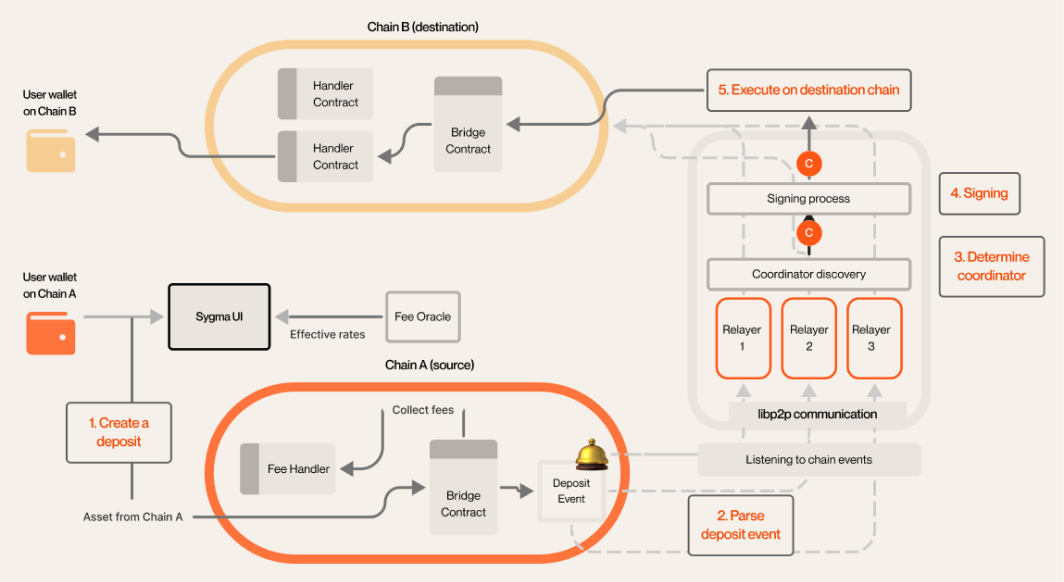 Chain B (destination)
User wallet
on Chain B
Handler
Contract
Handler
Contract
Bridge
Contract
5. Execute on destination chain
C
Signing process
4. Signing
C
3. Determine
coordinator
Coordinator discovery
User wallet
on Chain A
Sygma UI
Effective rates
Fee Oracle
Relayer
1
Relayer
2
Relayer
3
Chain A (source)
libp2p communication
1. Create a
deposit
Collect fees
Fee Handler
Bridge
Contract
Deposit
Event
Listening to chain events
Asset from Chain A
2. Parse
deposit event